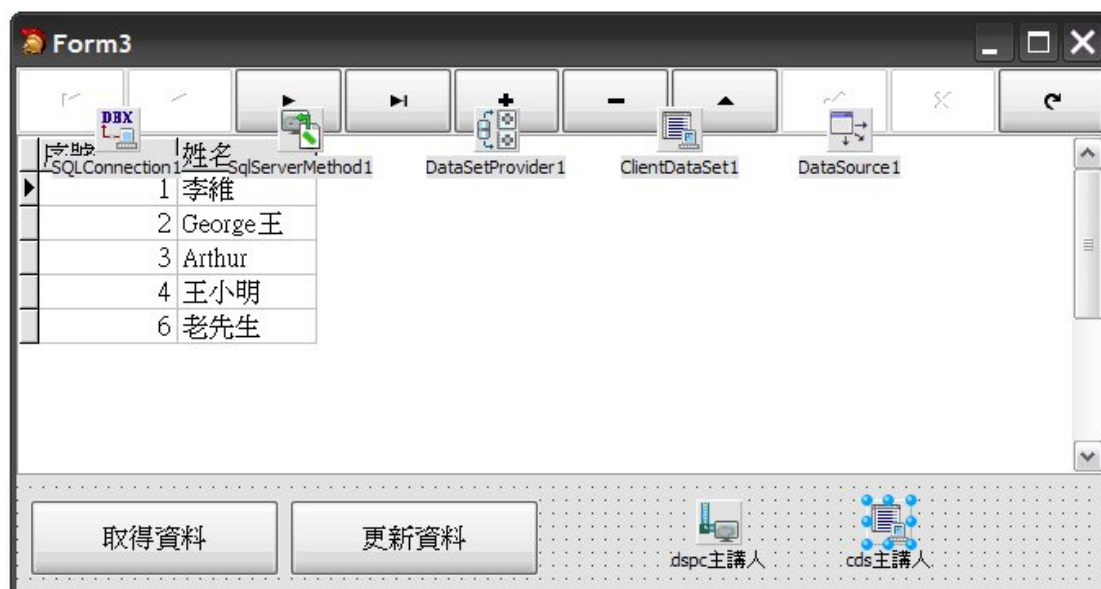 Form3
DBX
序號 姓名
SQLConnection1 SqlServerMethod1 DataSetProvider1 ClientDataSet1 DataSource1
1 李維
2 George王
3 Arthur
4 王小明
6 老先生
取得資料 更新資料 dspc主講人 cds主講人